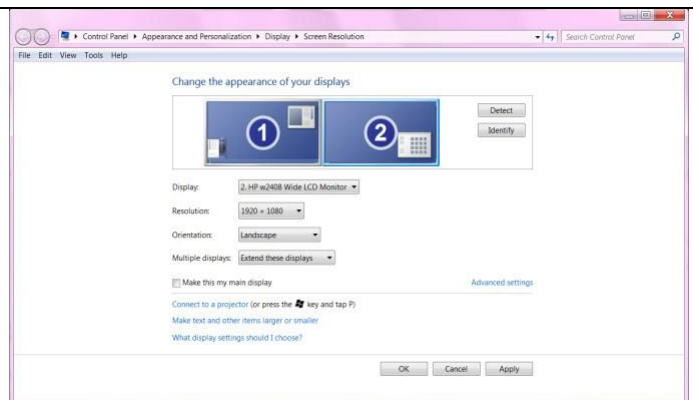 Control Panel ▸ Appearance and Personalization ▸ Display ▸ Screen Resolution
Search Control Panel
File Edit View Tools Help
Change the appearance of your displays
1 2
Detect
Identify
Display: 2. HP w2408 Wide LCD Monitor
Resolution: 1920 × 1080
Orientation: Landscape
Multiple displays: Extend these displays
Make this my main display
Advanced settings
Connect to a projector (or press the key and tap P)
Make text and other items larger or smaller
What display settings should I choose?
OK Cancel Apply